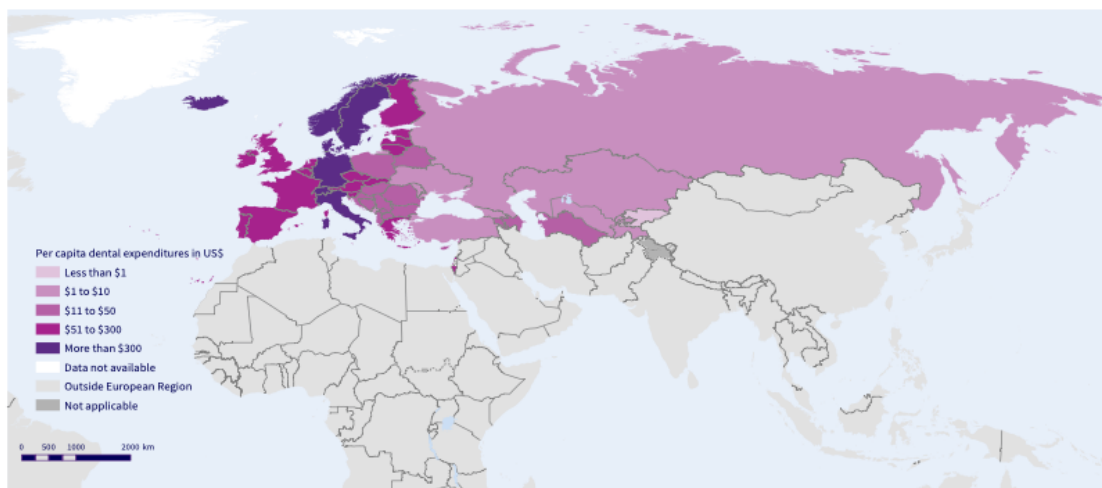 Per capita dental expenditures in US$
Less than $1
$1 to $10
$11 to $50
$51 to $300
More than $300
Data not available
Outside European Region
Not applicable
0 500 1000 2000 km